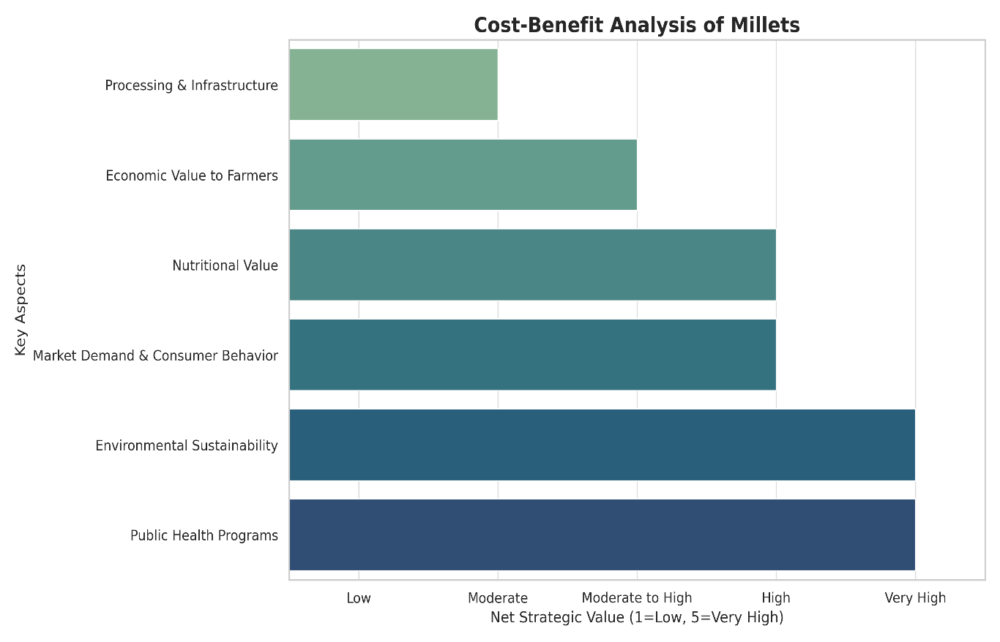 Cost-Benefit Analysis of Millets
Key Aspects
Processing & Infrastructure
Economic Value to Farmers
Nutritional Value
Market Demand & Consumer Behavior
Environmental Sustainability
Public Health Programs
Low
Moderate
Moderate to High
High
Very High
Net Strategic Value (1=Low, 5=Very High)